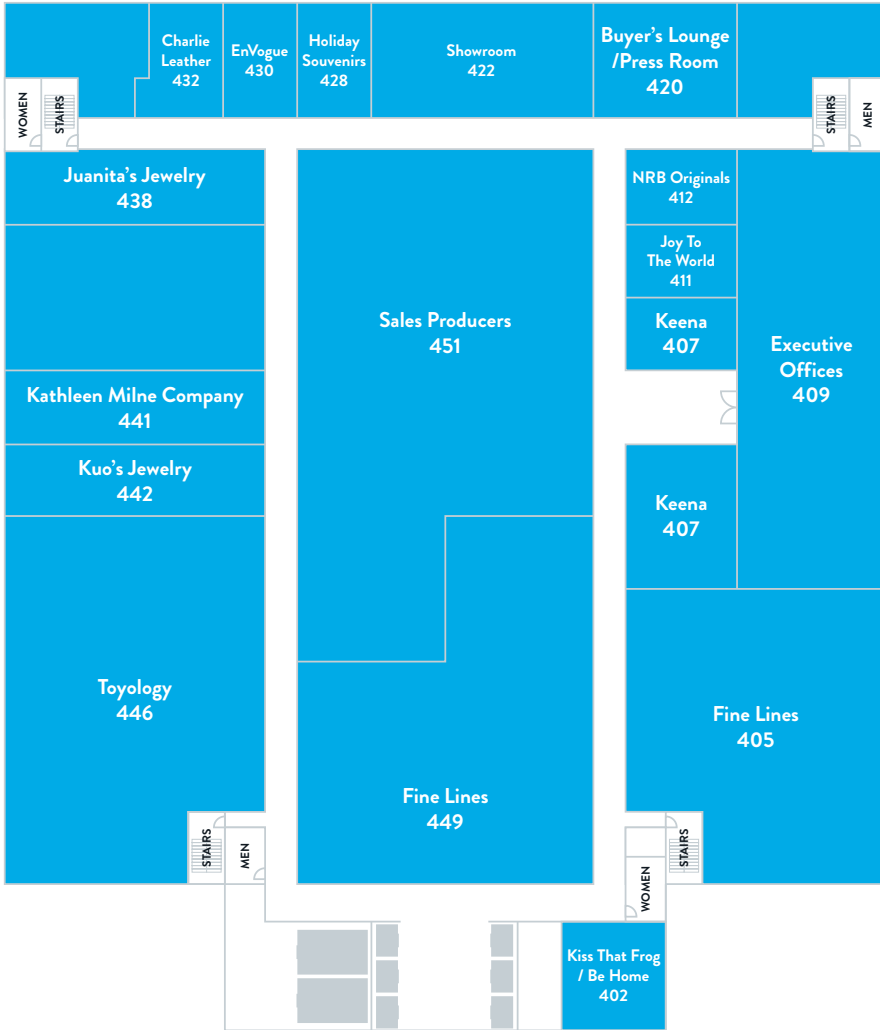 Charlie
Leather
432
EnVogue
430
Holiday
Souvenirs
428
Showroom
422
Buyer's Lounge
/Press Room
420
WOMEN
STAIRS
STAIRS
MEN
Juanita's Jewelry
438
NRB Originals
412
Joy To
The World
411
Sales Producers
451
Keena
407
Executive
Offices
409
Kathleen Milne Company
441
Kuo's Jewelry
442
Keena
407
Toyology
446
Fine Lines
405
Fine Lines
449
STAIRS
MEN
WOMEN
STAIRS
Kiss That Frog
/ Be Home
402